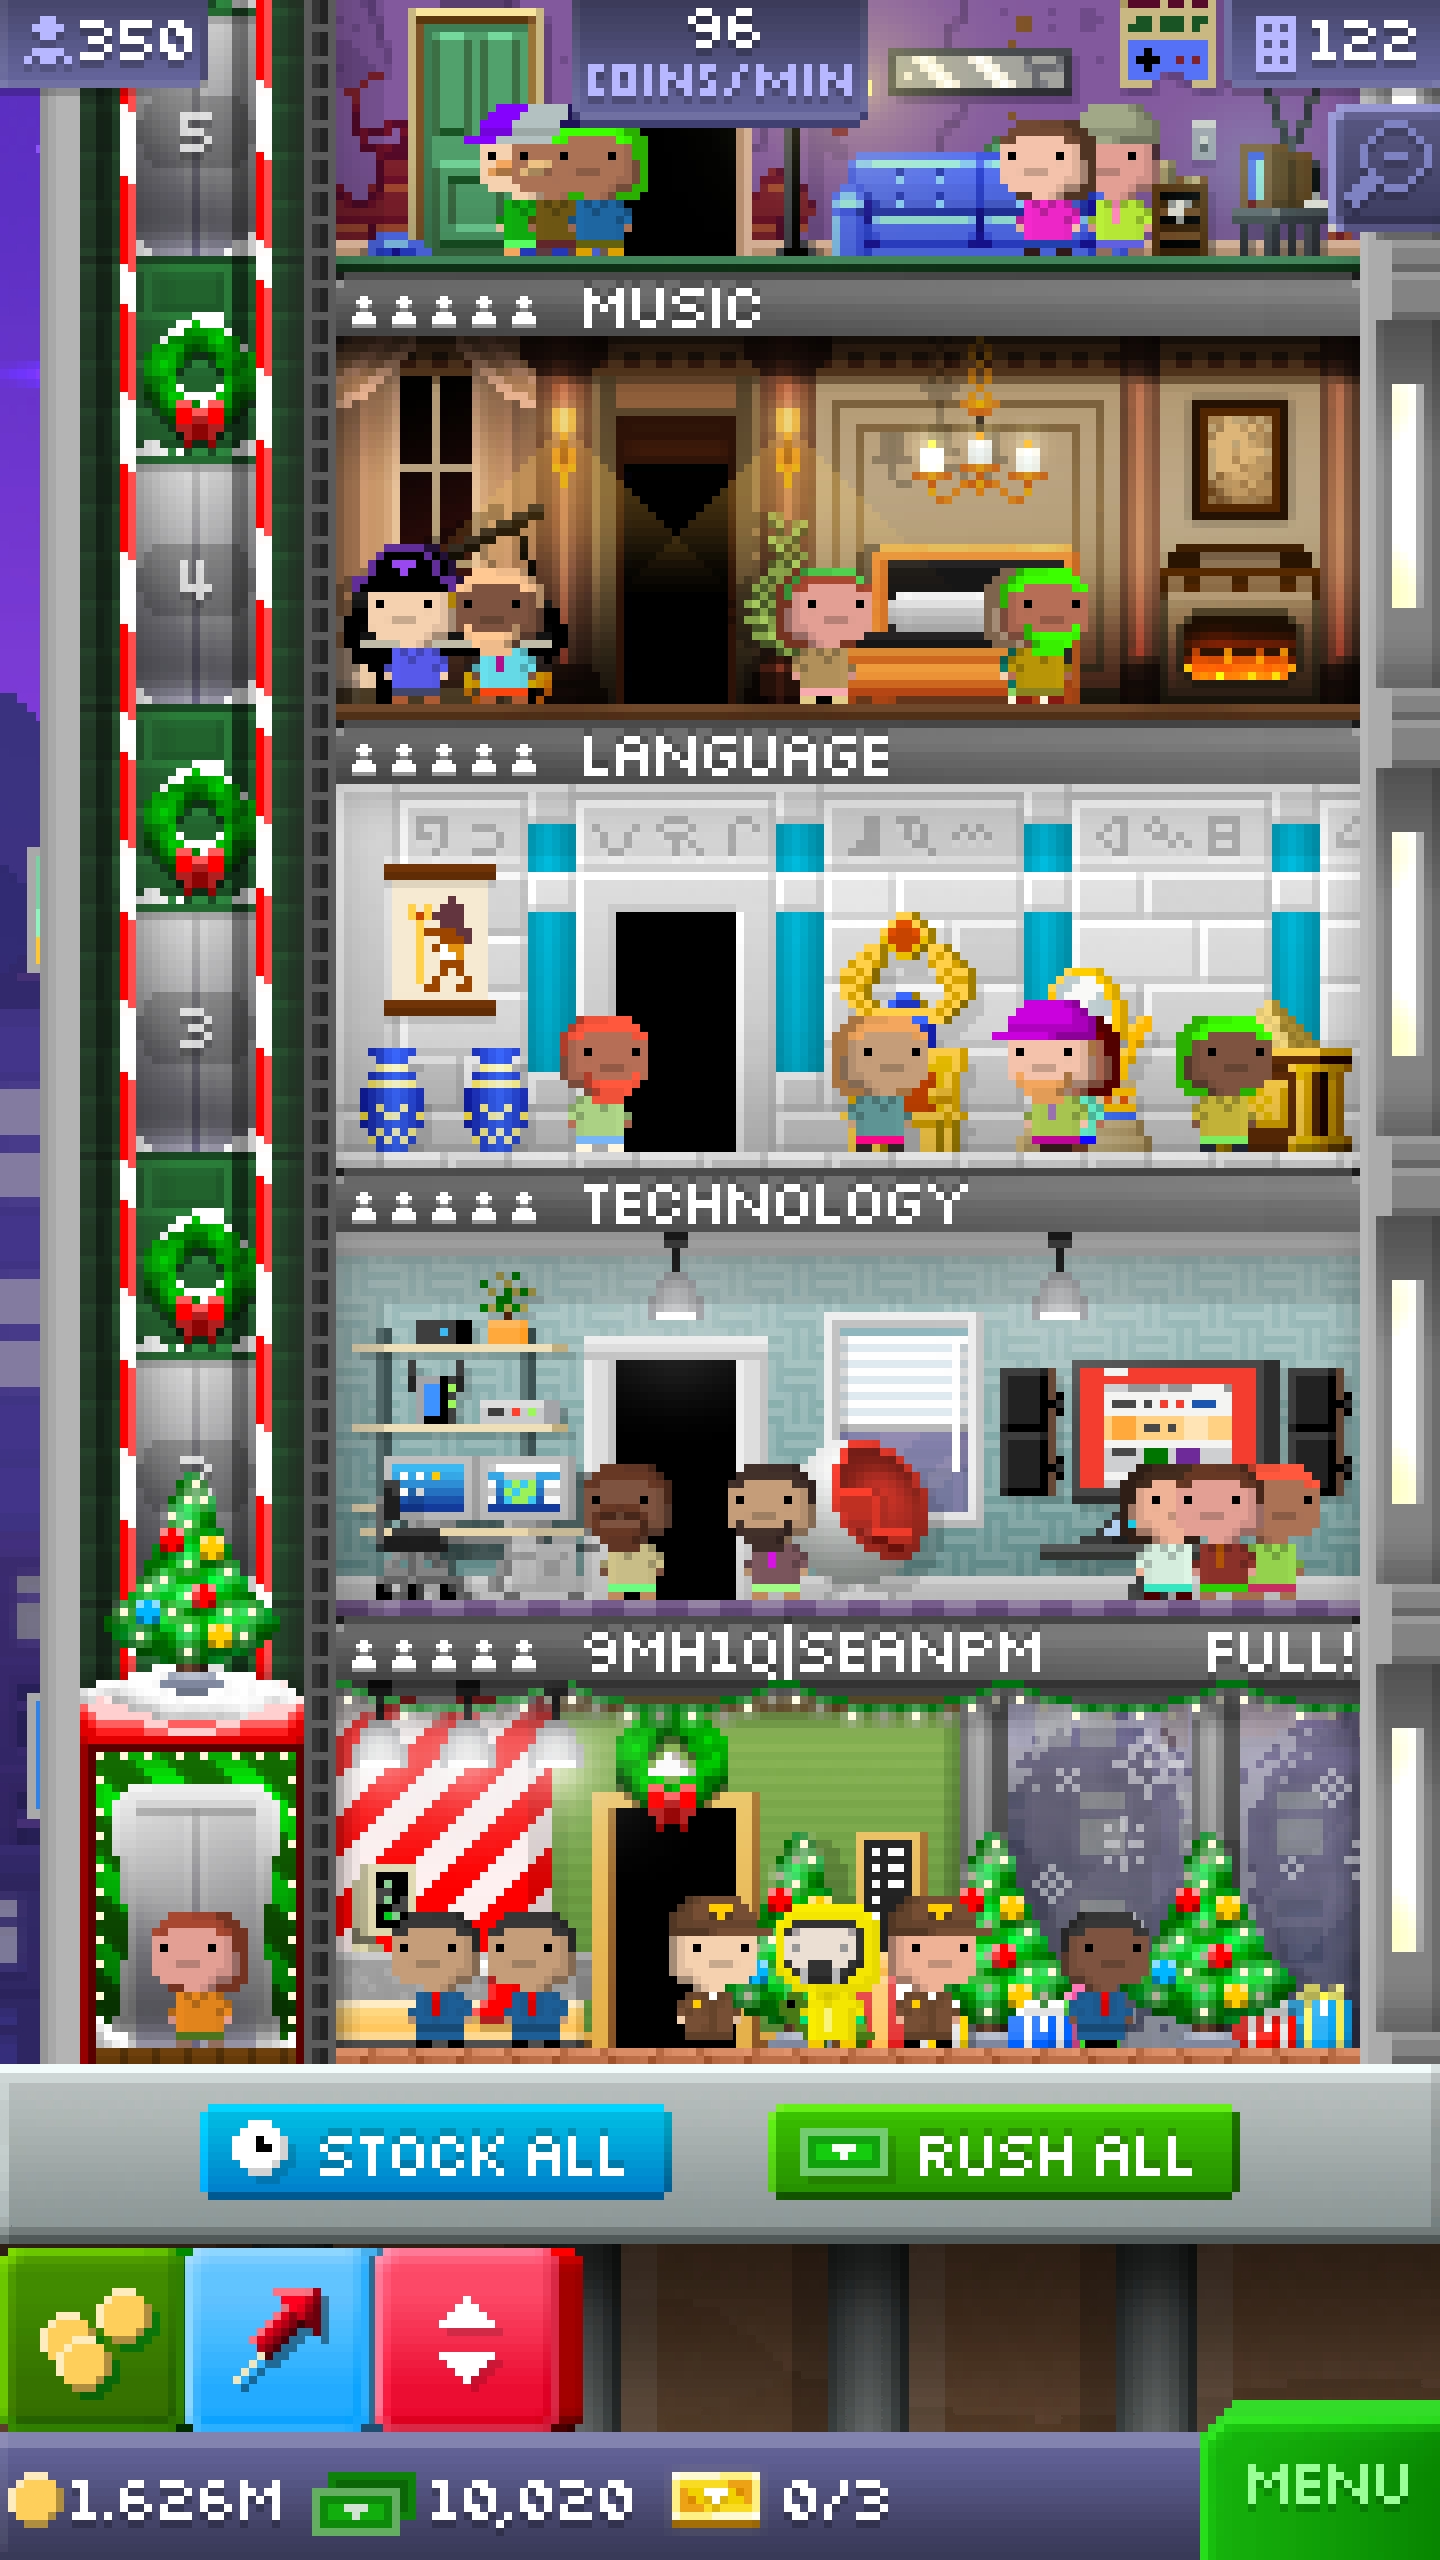 350
96
COINS/MIN
122
5
MUSIC
4
LANGUAGE
3
TECHNOLOGY
9MH1Q|SEANPM FULL!
STOCK ALL
RUSH ALL
1.626M
10,020
0/3
MENU